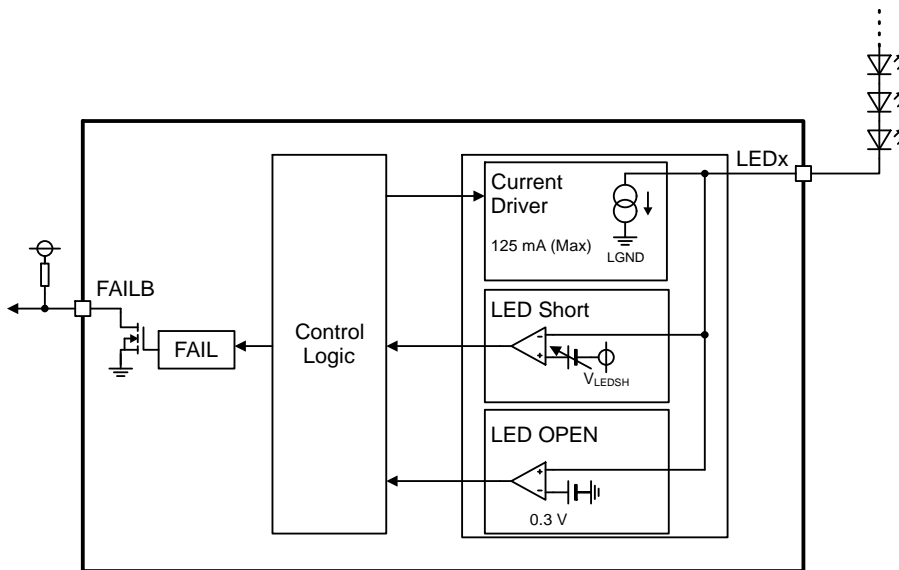 LEDx
Current
Driver
125 mA (Max)
LGND
FAILB
LED Short
-
+
VLEDSH
Control
Logic
FAIL
LED OPEN
+
-
0.3 V